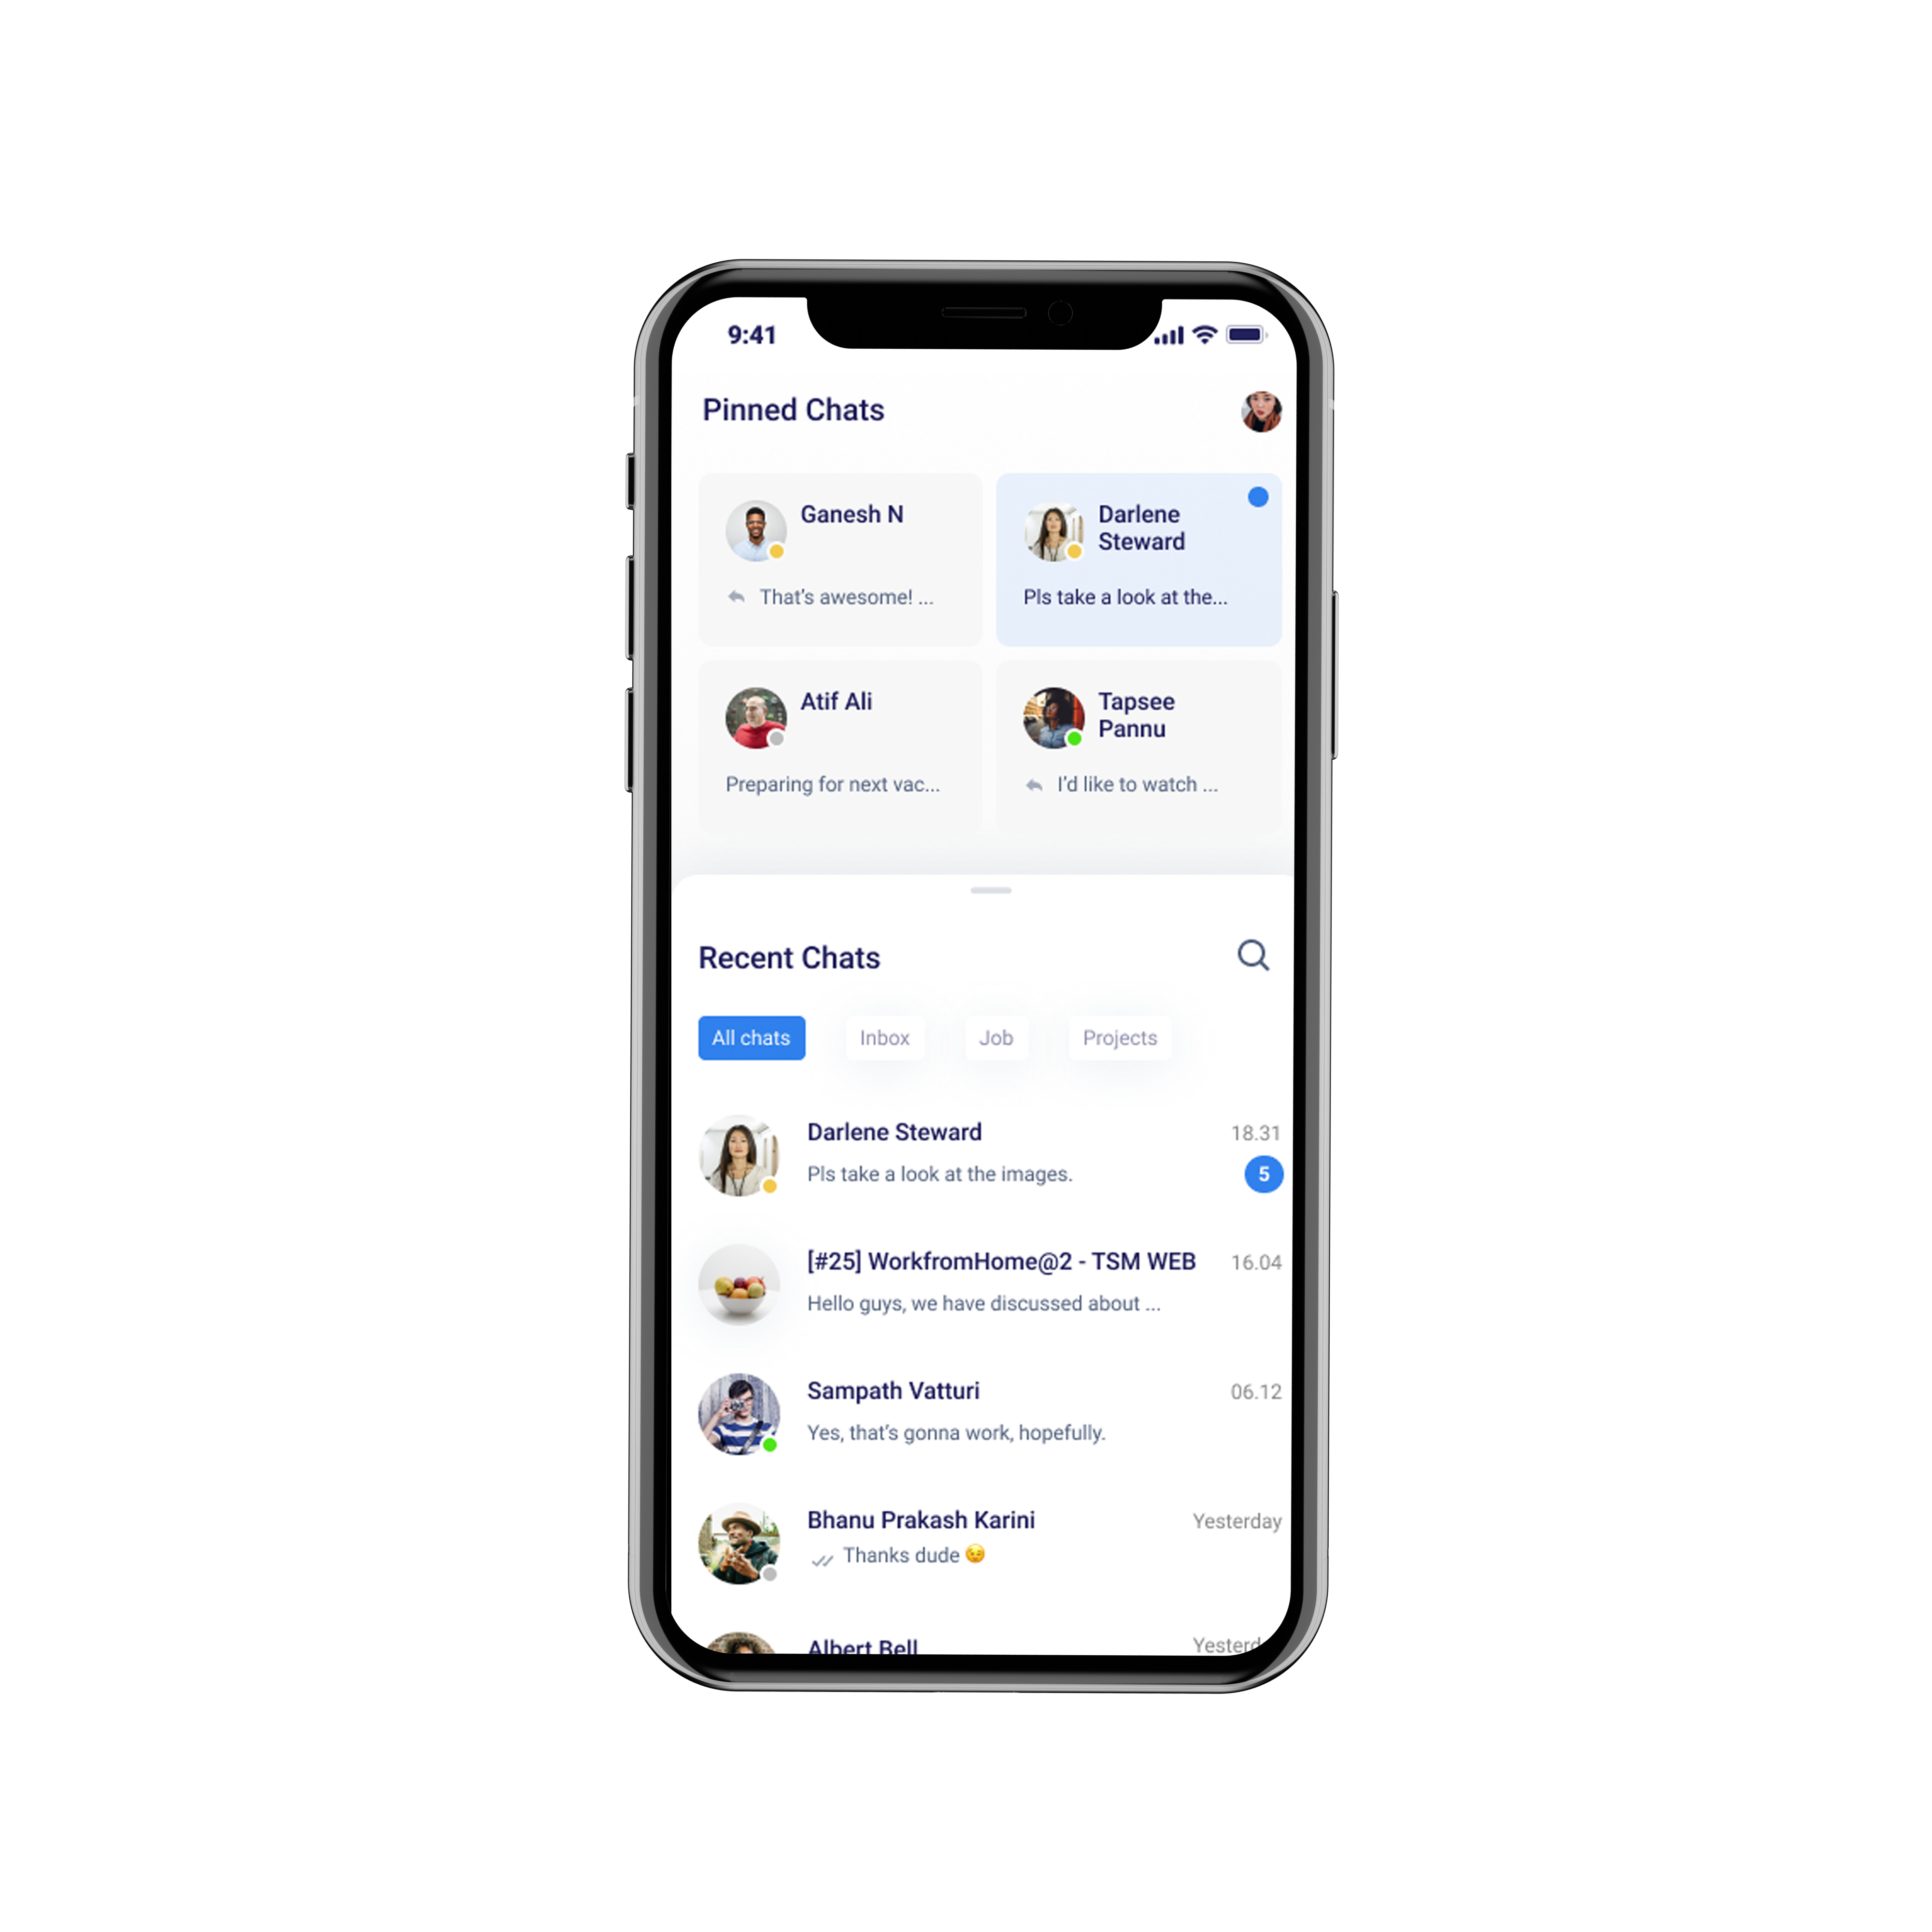 9:41
Pinned Chats
Ganesh N
That's awesome! ...
Darlene
Steward
Pls take a look at the...
Atif Ali
Preparing for next vac...
Tapsee
Pannu
I'd like to watch ...
Recent Chats
All chats
Inbox
Job
Projects
Darlene Steward
18.31
Pls take a look at the images.
5
[#25] WorkfromHome@2 - TSM WEB
16.04
Hello guys, we have discussed about ...
Sampath Vatturi
06.12
Yes, that's gonna work, hopefully.
Bhanu Prakash Karini
Yesterday
Thanks dude 😉
Albert Bell